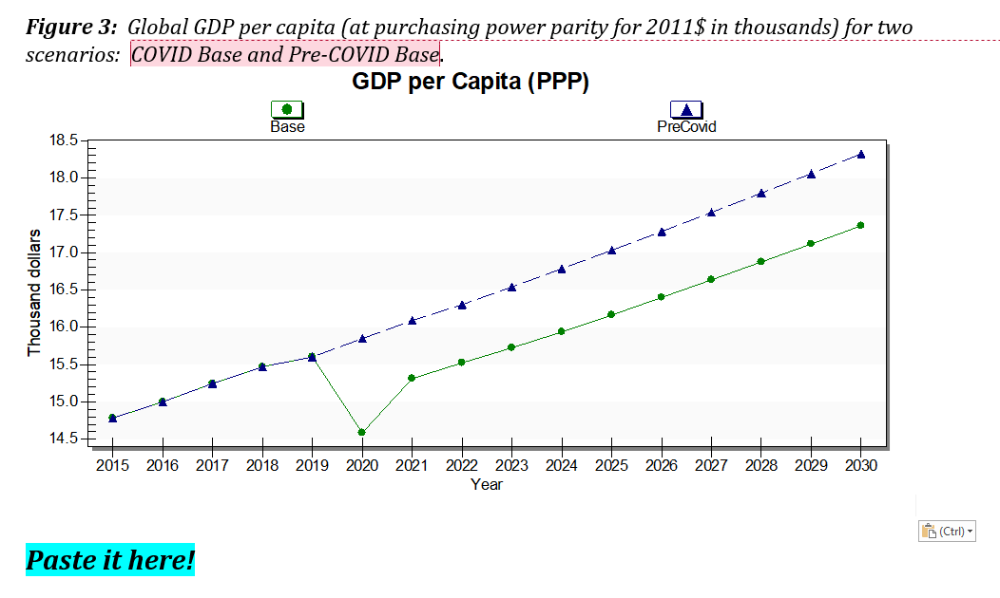 Figure 3: Global GDP per capita (at purchasing power parity for 2011$ in thousands) for two
scenarios: COVID Base and Pre-COVID Base.
GDP per Capita (PPP)
Base PreCovid
18.5
18.0
17.5
17.0
16.5
16.0
15.5
15.0
14.5
Thousand dollars
2015 2016 2017 2018 2019 2020 2021 2022 2023 2024 2025 2026 2027 2028 2029 2030
Year
(Ctrl)
Paste it here!